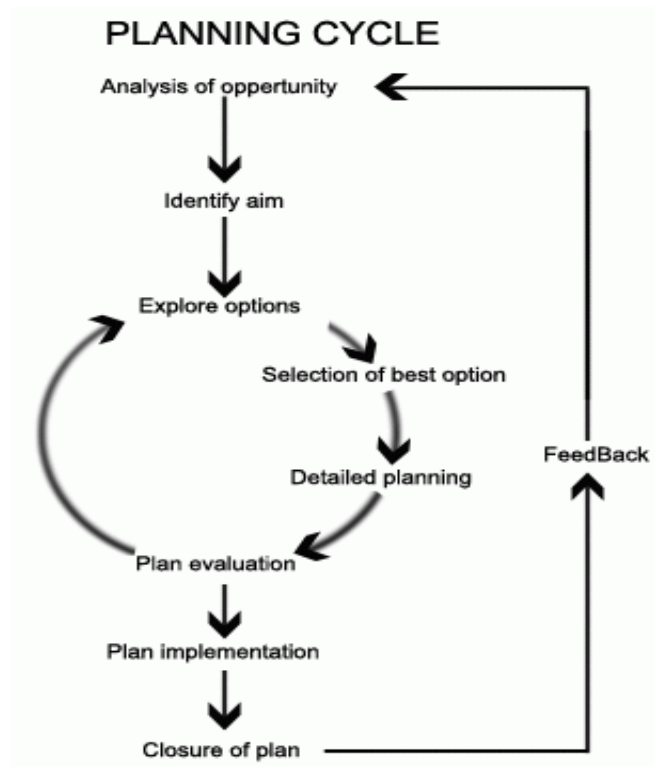 PLANNING CYCLE
Analysis of oppertunity
Identify aim
Explore options
Selection of best option
Detailed planning
FeedBack
Plan evaluation
Plan implementation
Closure of plan